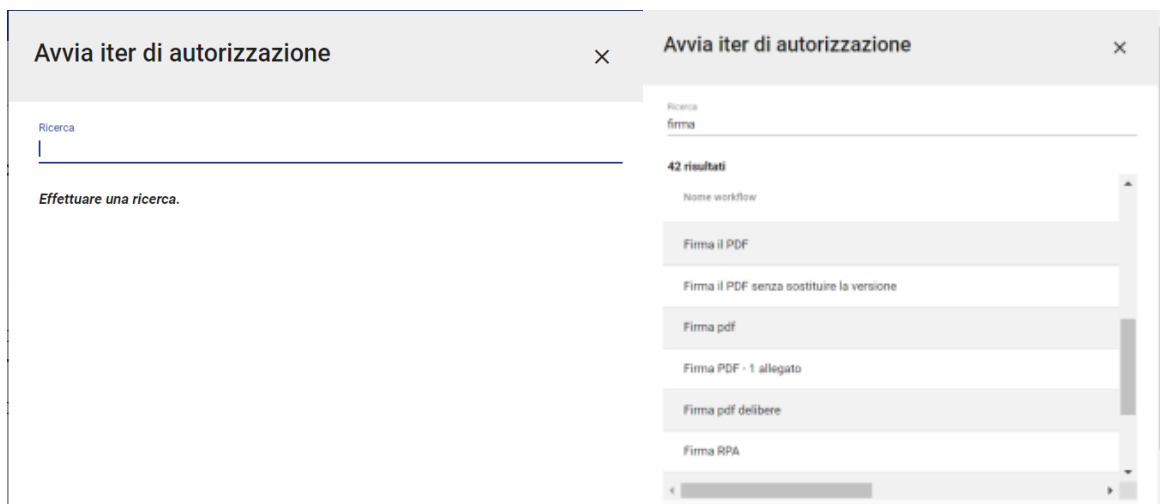 Avvia iter di autorizzazione
Ricerca
Effettuare una ricerca.
Avvia iter di autorizzazione
Ricerca
firma
42 risultati
Nome workflow
Firma il PDF
Firma il PDF senza sostituire la versione
Firma pdf
Firma PDF - 1 allegato
Firma pdf delibere
Firma RPA